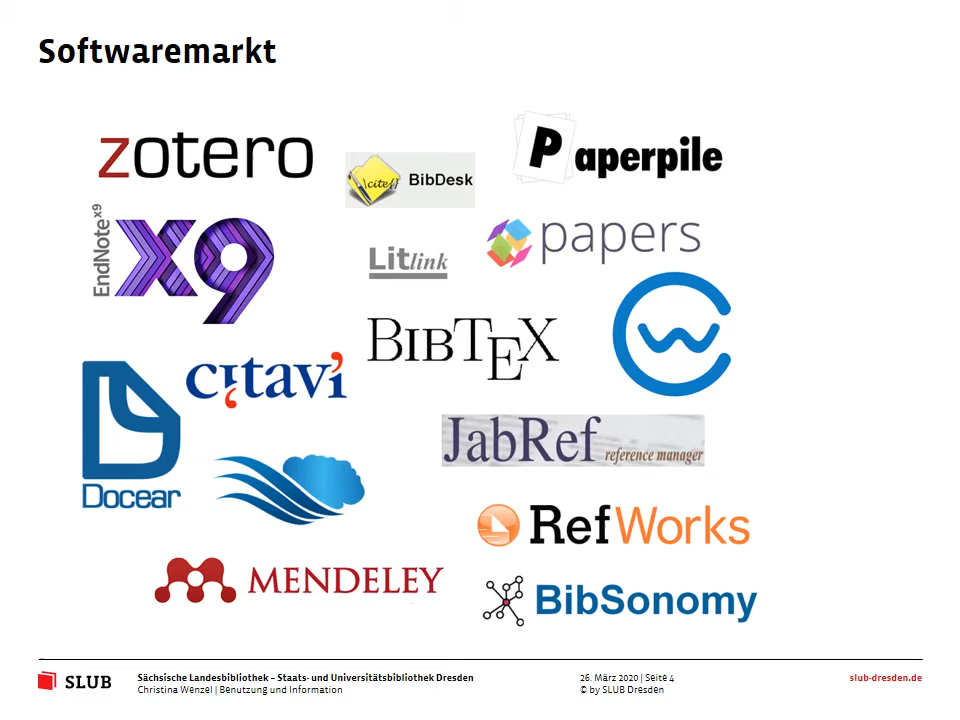 Softwaremarkt
zotero
cite!
BibDesk
Paperpile
EndNote x9
X9
Litlink
papers
BIBTEX
citavi
Docear
JabRef reference manager
RefWorks
MENDELEY
BibSonomy
SLUB
Sächsische Landesbibliothek – Staats- und Universitätsbibliothek Dresden
Christina Wenzel | Benutzung und Information
26. März 2020 | Seite 4
© by SLUB Dresden
slub-dresden.de